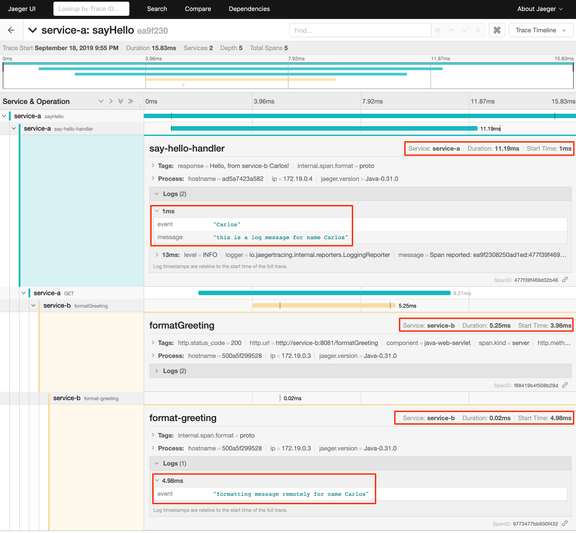 Jaeger UI Lookup by Trace ID... Search Compare Dependencies About Jaeger
service-a: sayHello ea9f230 Find... Trace Timeline
Trace Start September 18, 2019 9:55 PM Duration 15.83ms Services 2 Depth 5 Total Spans 5
0ms 3.96ms 7.92ms 11.87ms 15.83ms
Service & Operation 0ms 3.96ms 7.92ms 11.87ms 15.83ms
service-a sayHello
service-a say-hello-handler 11.19ms
say-hello-handler Service: service-a Duration: 11.19ms Start Time: 1ms
Tags: response = Hello, from service-b Carlos! internal.span.format = proto
Process: hostname = ad5a7423a582 ip = 172.19.0.4 jaeger.version = Java-0.31.0
Logs (2)
1ms
event "Carlos"
message "this is a log message for name Carlos"
13ms: level = INFO logger = io.jaegertracing.internal.reporters.LoggingReporter message = Span reported: ea9f2308250ad1ed:477f39f469...
Log timestamps are relative to the start time of the full trace.
SpanID: 477f39f469d32b46
service-a GET 9.21ms
service-b formatGreeting 5.25ms
formatGreeting Service: service-b Duration: 5.25ms Start Time: 3.98ms
Tags: http.status_code = 200 http.url = http://service-b:8081/formatGreeting component = java-web-servlet span.kind = server http.meth...
Process: hostname = 500a5f299528 ip = 172.19.0.3 jaeger.version = Java-0.31.0
Logs (2)
SpanID: f88419b4f508b29d
service-b format-greeting 0.02ms
format-greeting Service: service-b Duration: 0.02ms Start Time: 4.98ms
Tags: internal.span.format = proto
Process: hostname = 500a5f299528 ip = 172.19.0.3 jaeger.version = Java-0.31.0
Logs (1)
4.98ms
event "formatting message remotely for name Carlos"
Log timestamps are relative to the start time of the full trace.
SpanID: 9773477bb930f432